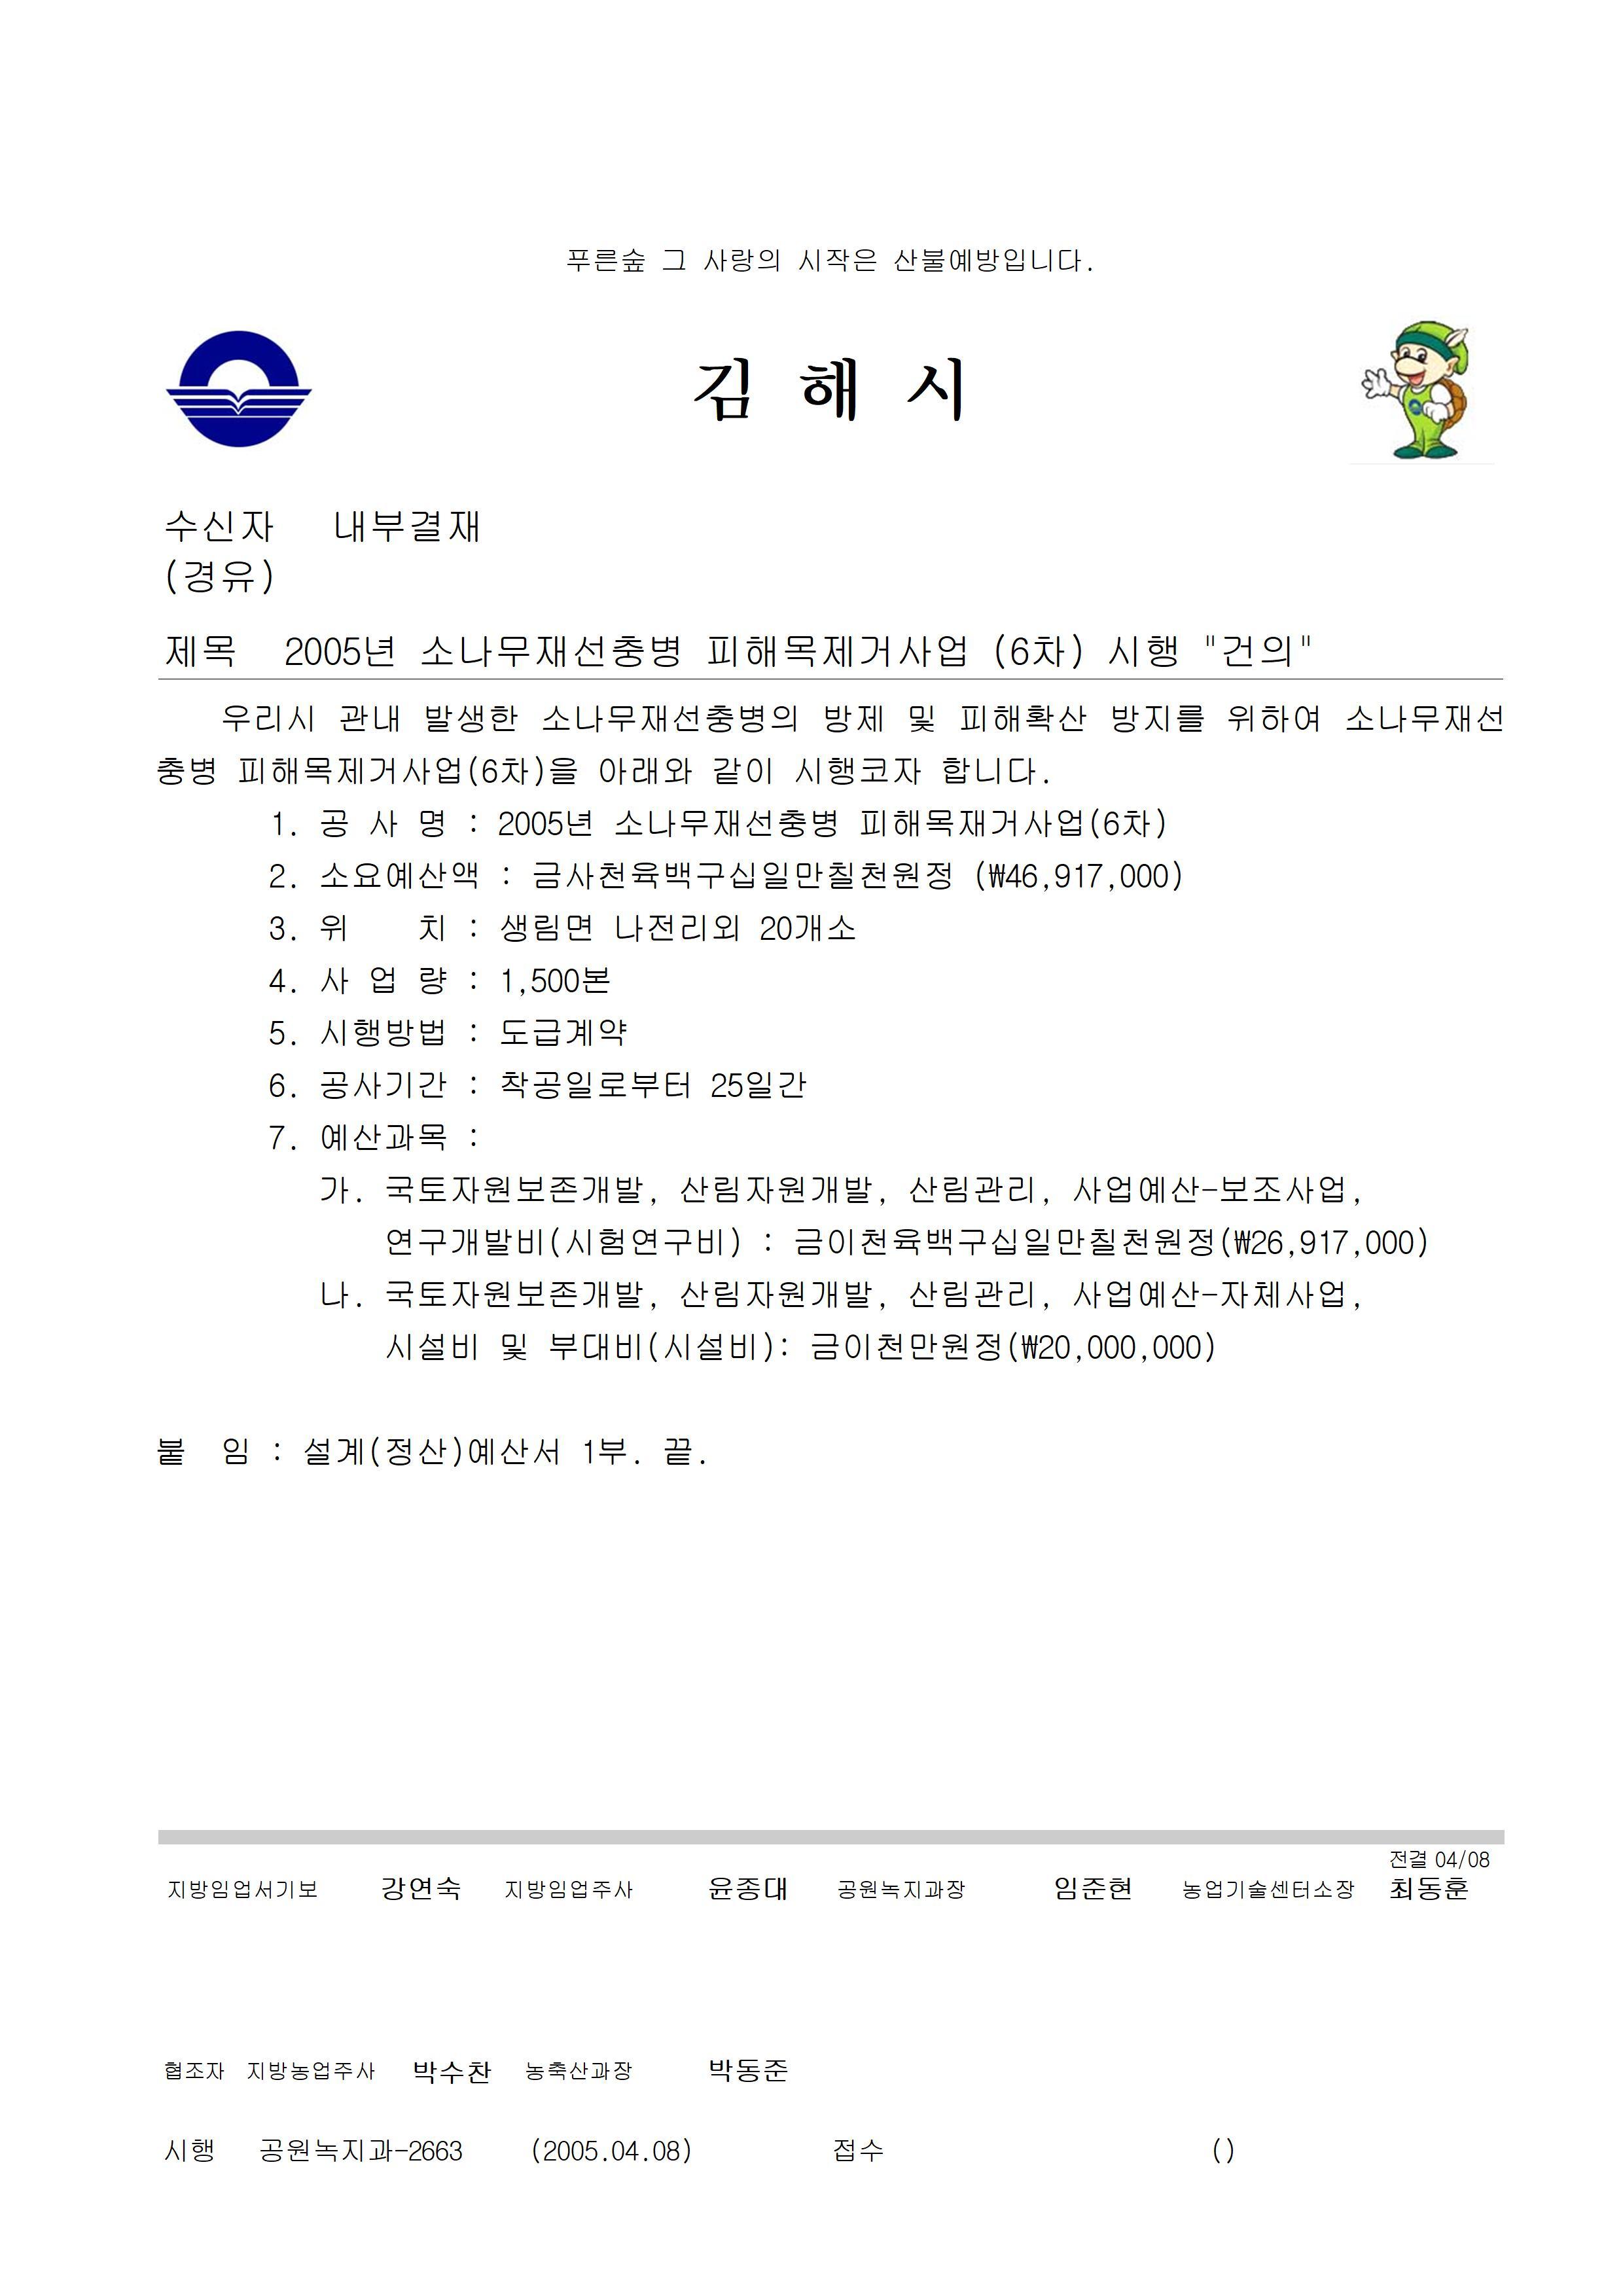 푸른숲 그 사랑의 시작은 산불예방입니다.
김 해 시
수신자 내부결재
(경유)
제목 2005년 소나무재선충병 피해목제거사업 (6차) 시행 "건의"
우리시 관내 발생한 소나무재선충병의 방제 및 피해확산 방지를 위하여 소나무재선
충병 피해목제거사업(6차)을 아래와 같이 시행코자 합니다.
1. 공 사 명 : 2005년 소나무재선충병 피해목재거사업(6차)
2. 소요예산액 : 금사천육백구십일만칠천원정 (₩46,917,000)
3. 위 치 : 생림면 나전리외 20개소
4. 사 업 량 : 1,500본
5. 시행방법 : 도급계약
6. 공사기간 : 착공일로부터 25일간
7. 예산과목 :
가. 국토자원보존개발, 산림자원개발, 산림관리, 사업예산-보조사업,
연구개발비(시험연구비) : 금이천육백구십일만칠천원정(₩26,917,000)
나. 국토자원보존개발, 산림자원개발, 산림관리, 사업예산-자체사업,
시설비 및 부대비(시설비): 금이천만원정(₩20,000,000)
붙 임 : 설계(정산)예산서 1부. 끝.
전결 04/08
지방임업서기보 강연숙 지방임업주사 윤종대 공원녹지과장 임준현 농업기술센터소장 최동훈
협조자 지방농업주사 박수찬 농축산과장 박동준
시행 공원녹지과-2663 (2005.04.08) 접수 ()